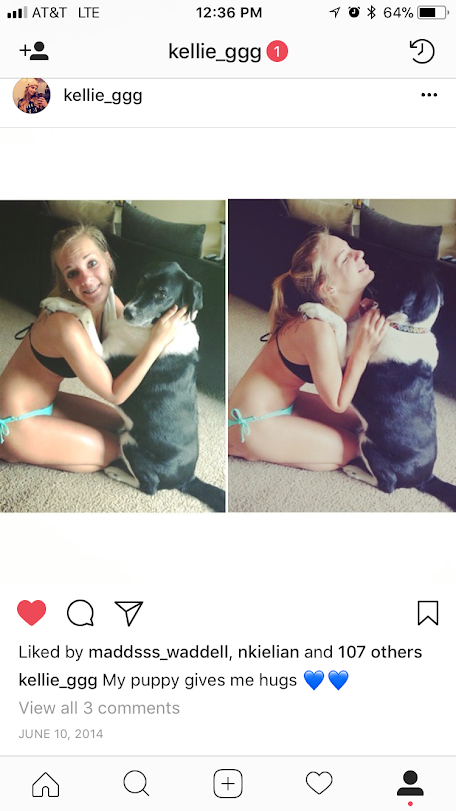 AT&T LTE 12:36 PM 64%
kellie_ggg 1
kellie_ggg
Liked by maddsss_waddell, nkielian and 107 others
kellie_ggg My puppy gives me hugs 💙💙
View all 3 comments
JUNE 10, 2014